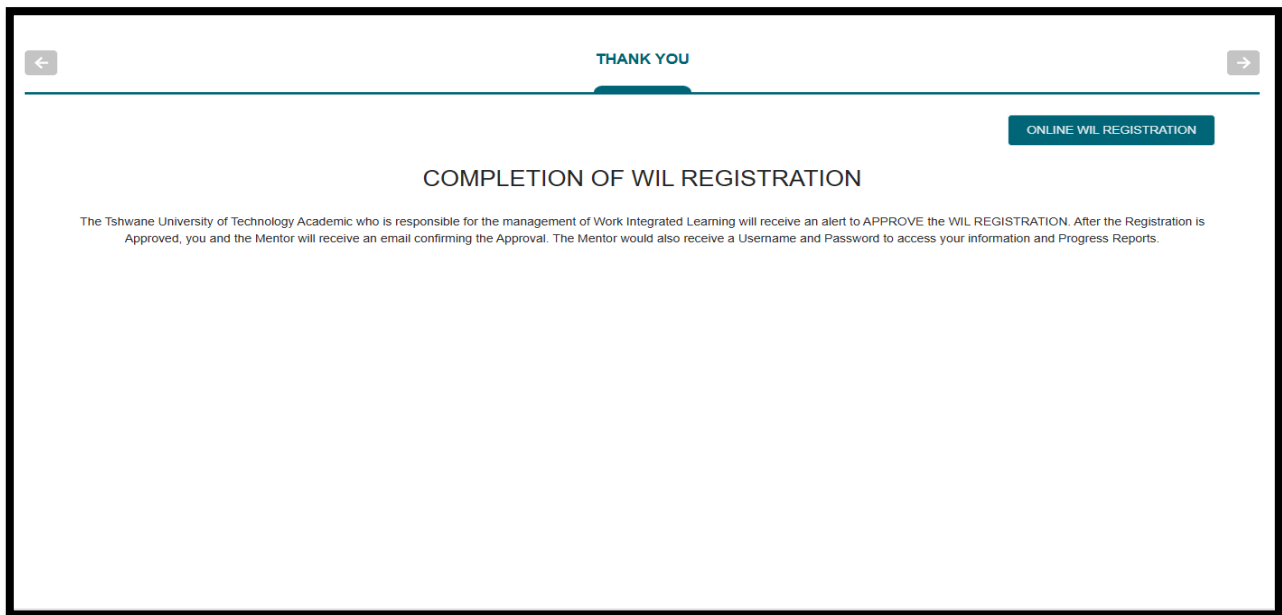 THANK YOU
ONLINE WIL REGISTRATION
COMPLETION OF WIL REGISTRATION
The Tshwane University of Technology Academic who is responsible for the management of Work Integrated Learning will receive an alert to APPROVE the WIL REGISTRATION. After the Registration is
Approved, you and the Mentor will receive an email confirming the Approval. The Mentor would also receive a Username and Password to access your information and Progress Reports.